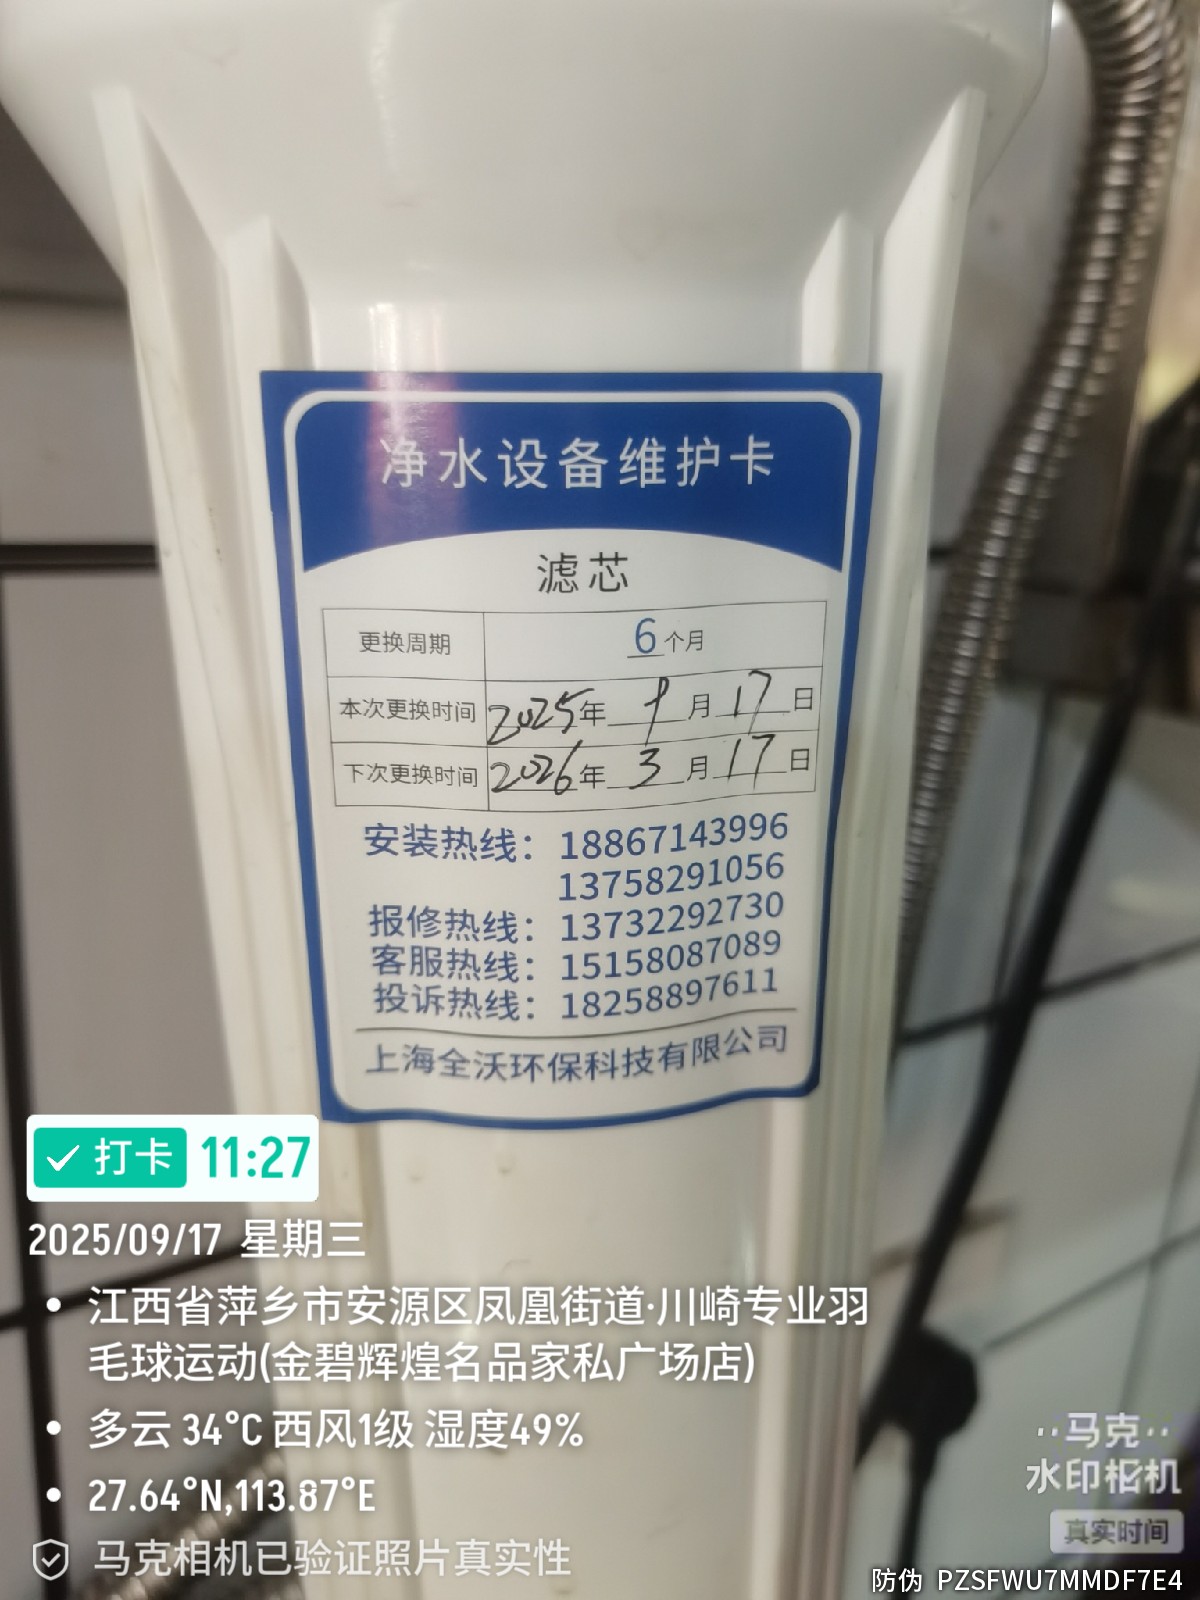 净水设备维护卡
滤芯
更换周期 6个月
本次更换时间 2025年 9月 17日
下次更换时间 2026年 3月 17日
安装热线：18867143996
13758291056
报修热线：13732292730
客服热线：15158087089
投诉热线：18258897611
上海全沃环保科技有限公司
打卡 11:27
2025/09/17 星期三
江西省萍乡市安源区凤凰街道·川崎专业羽
毛球运动(金碧辉煌名品家私广场店)
多云 34°C 西风1级 湿度49%
27.64°N,113.87°E
马克相机已验证照片真实性
马克
水印相机
真实时间
防伪 PZSFWU7MMDF7E4